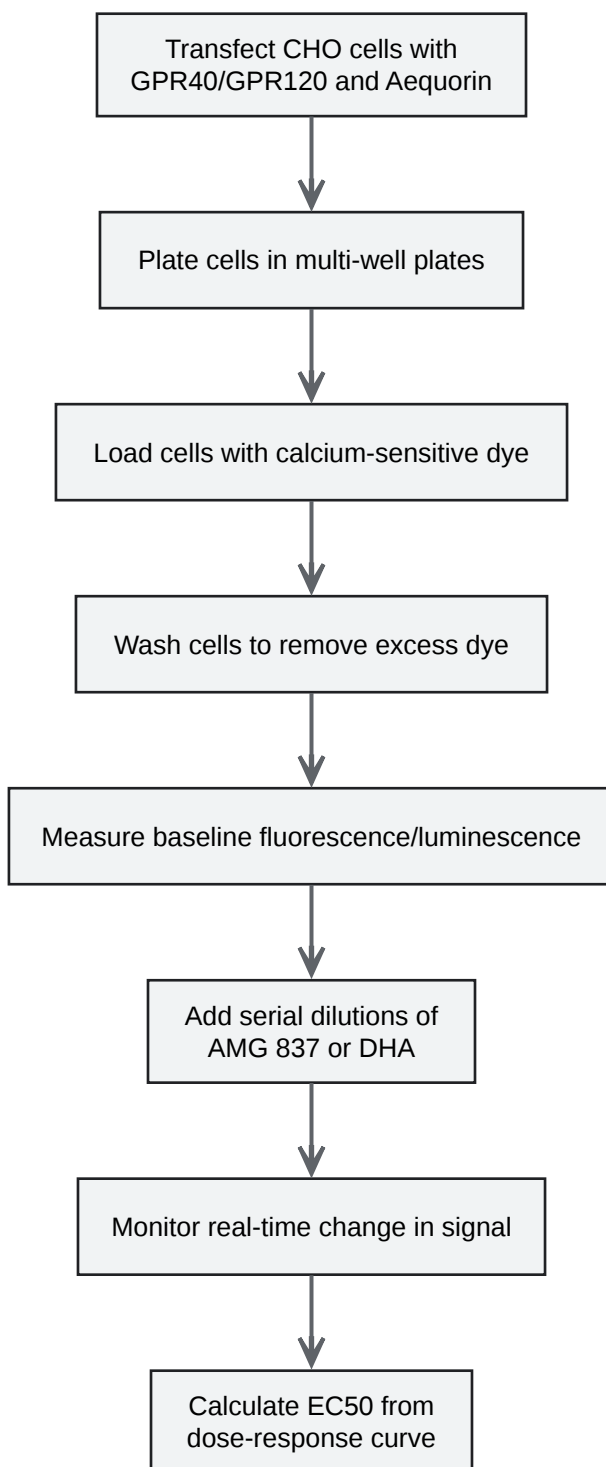 Transfect CHO cells with
GPR40/GPR120 and Aequorin
Plate cells in multi-well plates
Load cells with calcium-sensitive dye
Wash cells to remove excess dye
Measure baseline fluorescence/luminescence
Add serial dilutions of
AMG 837 or DHA
Monitor real-time change in signal
Calculate EC50 from
dose-response curve